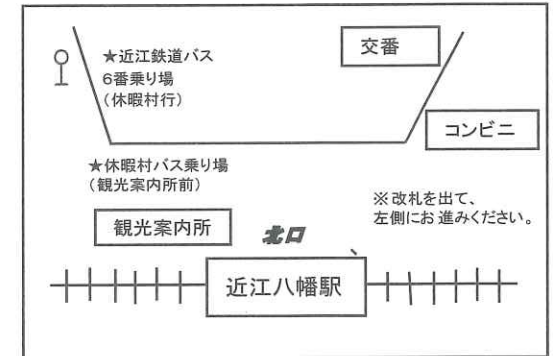 ★近江鉄道バス
6番乗り場
（休暇村行）
交番
コンビニ
★休暇村バス乗り場
（観光案内所前）
※改札を出て、
左側にお進みください。
観光案内所
北口
近江八幡駅